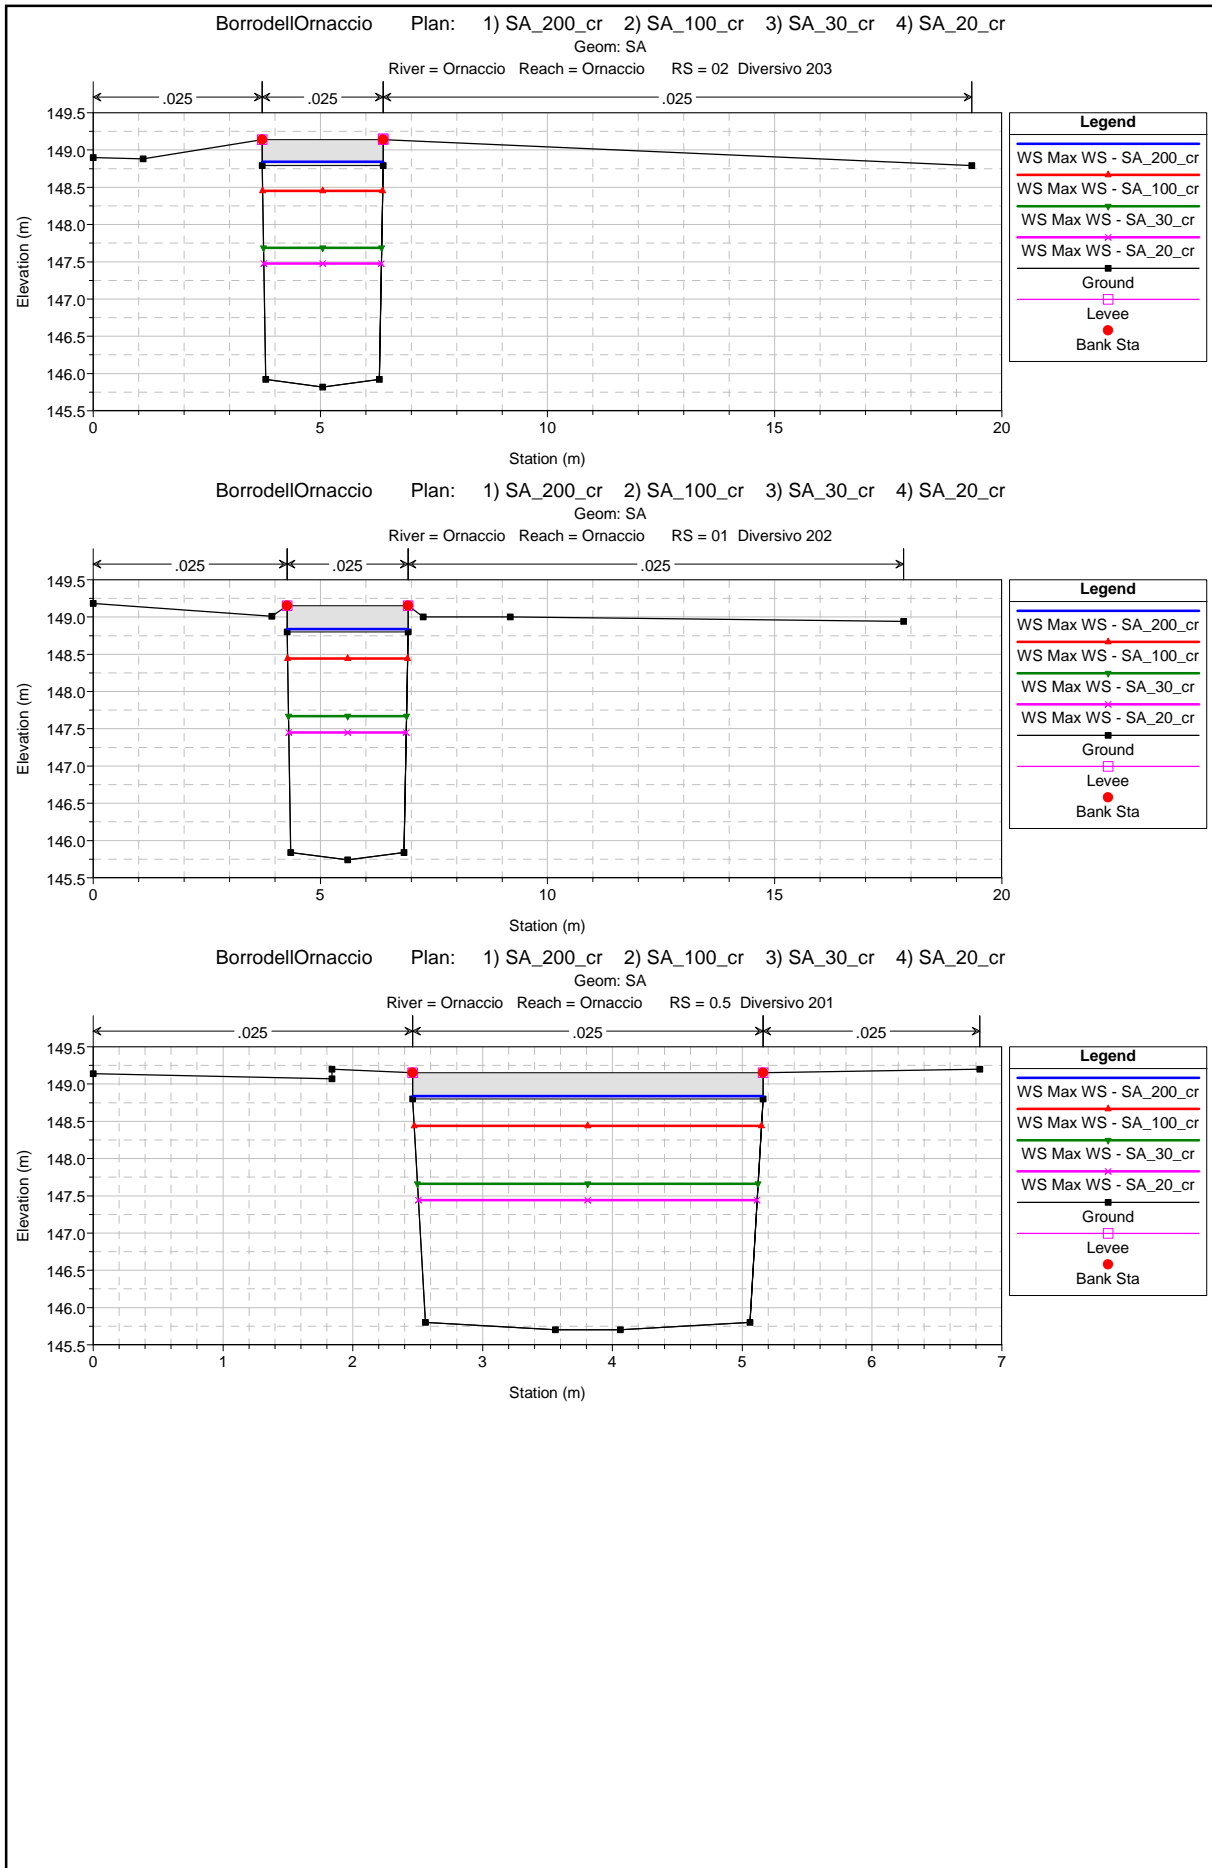 BorrodellOrnaccio Plan: 1) SA_200_cr 2) SA_100_cr 3) SA_30_cr 4) SA_20_cr
Geom: SA
River = Ornaccio Reach = Ornaccio RS = 02 Diversivo 203
.025 .025 .025
149.5
149.0
148.5
148.0
147.5
147.0
146.5
146.0
145.5
0 5 10 15 20
Station (m)
Elevation (m)
Legend
WS Max WS - SA_200_cr
WS Max WS - SA_100_cr
WS Max WS - SA_30_cr
WS Max WS - SA_20_cr
Ground
Levee
Bank Sta
BorrodellOrnaccio Plan: 1) SA_200_cr 2) SA_100_cr 3) SA_30_cr 4) SA_20_cr
Geom: SA
River = Ornaccio Reach = Ornaccio RS = 01 Diversivo 202
.025 .025 .025
149.5
149.0
148.5
148.0
147.5
147.0
146.5
146.0
145.5
0 5 10 15 20
Station (m)
Elevation (m)
Legend
WS Max WS - SA_200_cr
WS Max WS - SA_100_cr
WS Max WS - SA_30_cr
WS Max WS - SA_20_cr
Ground
Levee
Bank Sta
BorrodellOrnaccio Plan: 1) SA_200_cr 2) SA_100_cr 3) SA_30_cr 4) SA_20_cr
Geom: SA
River = Ornaccio Reach = Ornaccio RS = 0.5 Diversivo 201
.025 .025 .025
149.5
149.0
148.5
148.0
147.5
147.0
146.5
146.0
145.5
0 1 2 3 4 5 6 7
Station (m)
Elevation (m)
Legend
WS Max WS - SA_200_cr
WS Max WS - SA_100_cr
WS Max WS - SA_30_cr
WS Max WS - SA_20_cr
Ground
Levee
Bank Sta